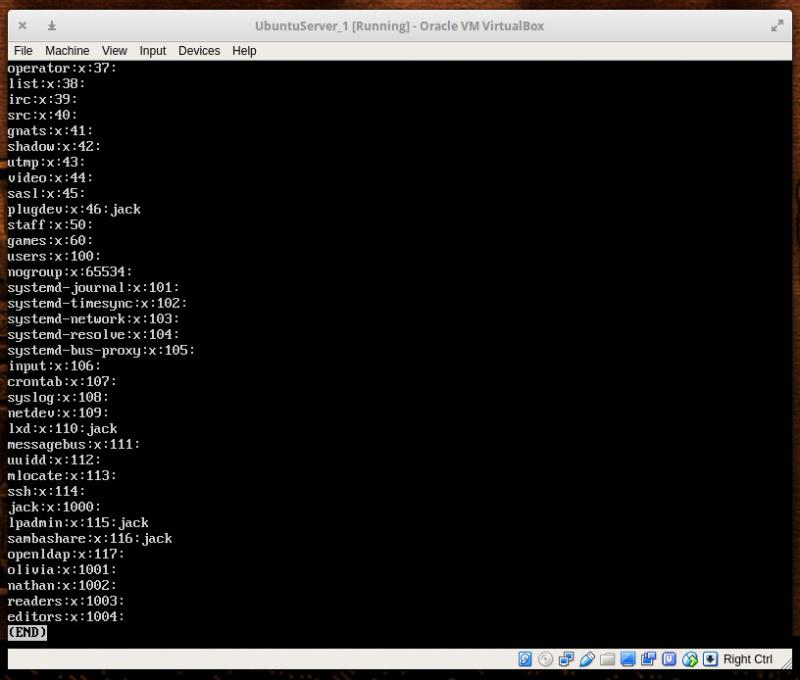 UbuntuServer_1 [Running] - Oracle VM VirtualBox
File Machine View Input Devices Help
operator:x:37:
list:x:38:
irc:x:39:
src:x:40:
gnats:x:41:
shadow:x:42:
utmp:x:43:
video:x:44:
sasl:x:45:
plugdev:x:46:jack
staff:x:50:
games:x:60:
users:x:100:
nogroup:x:65534:
systemd-journal:x:101:
systemd-timesync:x:102:
systemd-network:x:103:
systemd-resolve:x:104:
systemd-bus-proxy:x:105:
input:x:106:
crontab:x:107:
syslog:x:108:
netdev:x:109:
lxd:x:110:jack
messagebus:x:111:
uuidd:x:112:
mlocate:x:113:
ssh:x:114:
jack:x:1000:
lpadmin:x:115:jack
sambashare:x:116:jack
openldap:x:117:
olivia:x:1001:
nathan:x:1002:
readers:x:1003:
editors:x:1004:
(END)
Right Ctrl